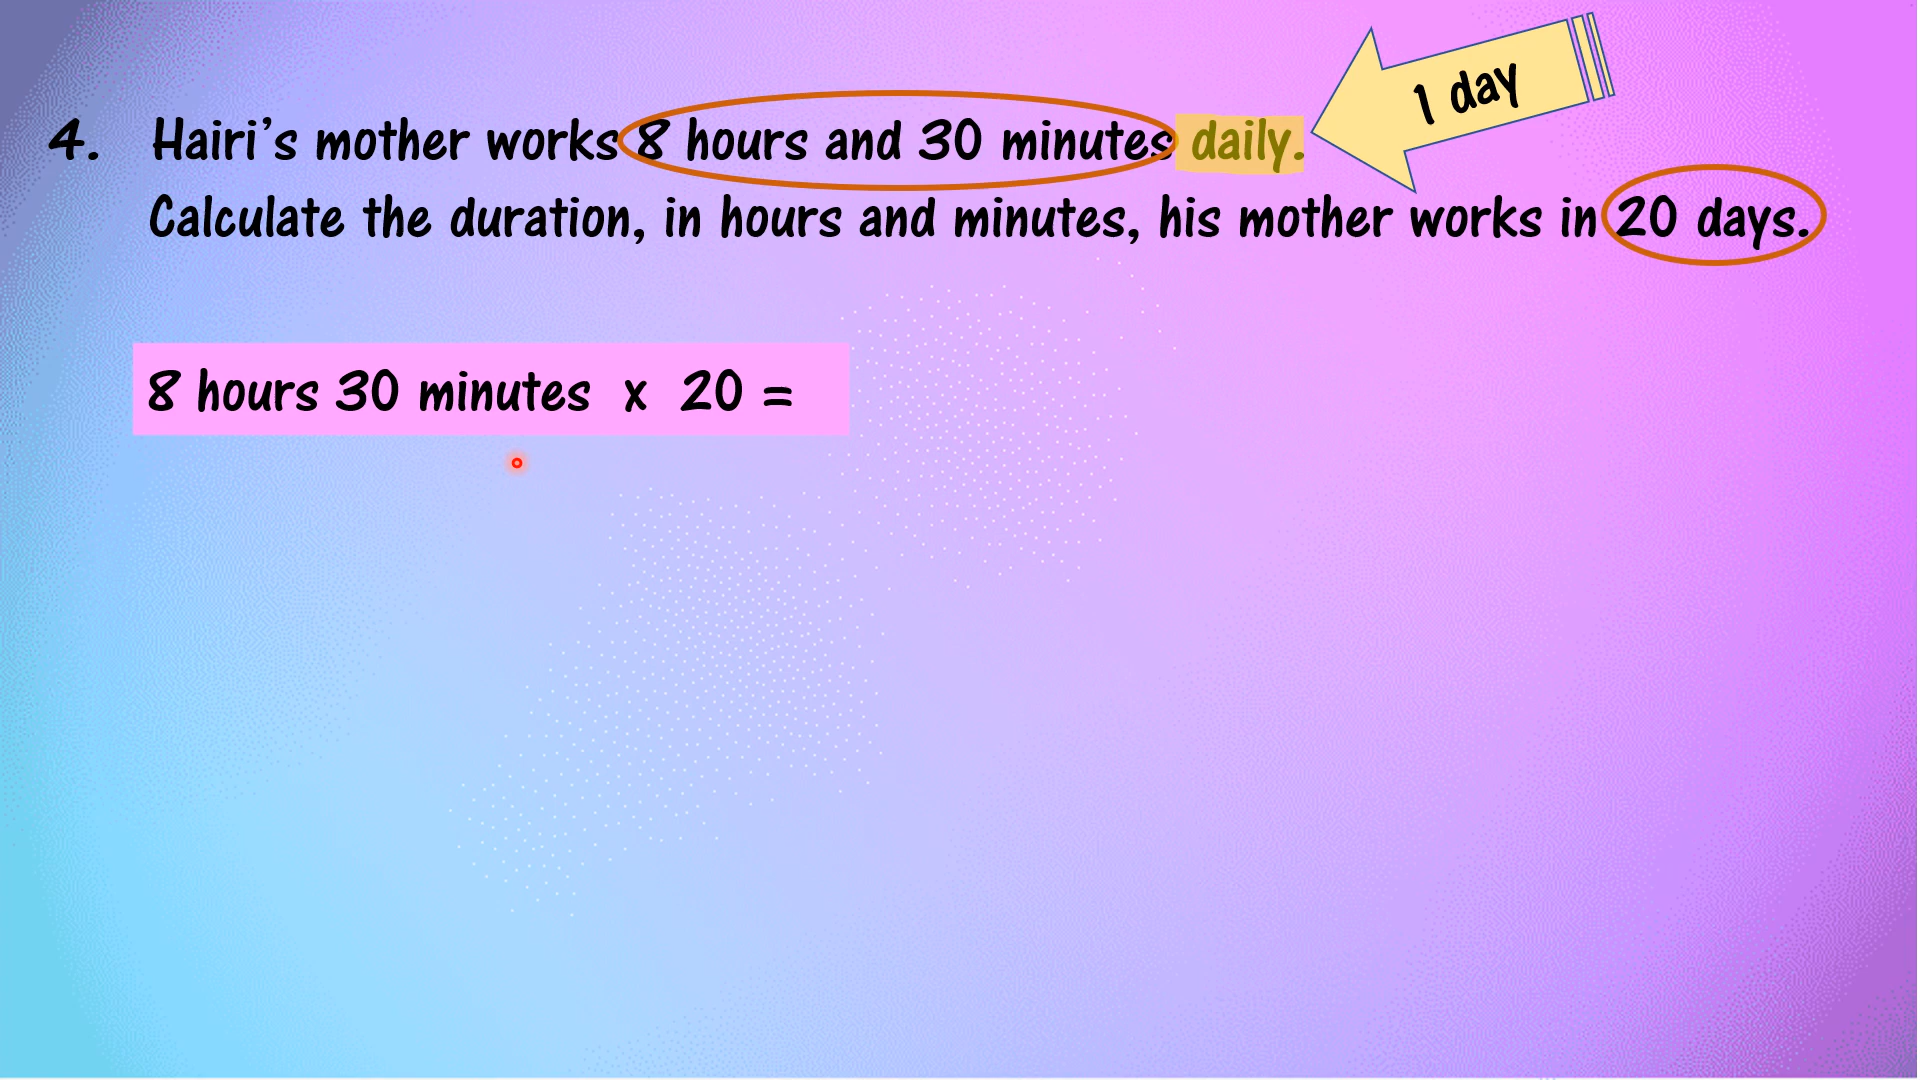 1 day
4. Hairi’s mother works 8 hours and 30 minutes daily.
Calculate the duration, in hours and minutes, his mother works in 20 days.
8 hours 30 minutes x 20 =